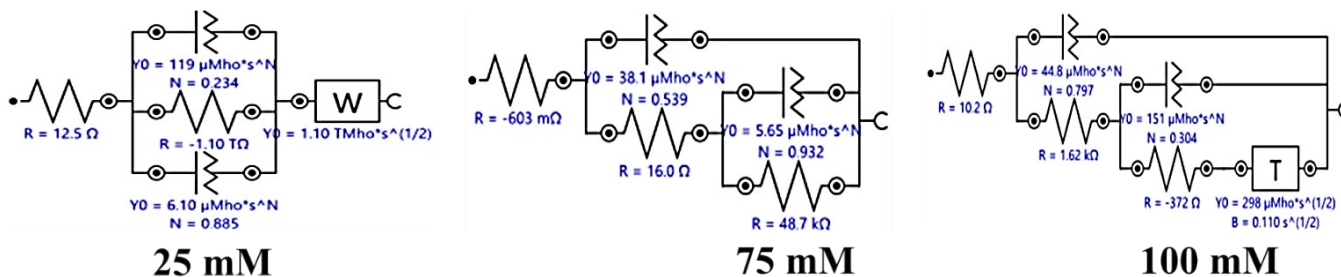 Y0 = 119 µMho*s^N
N = 0.234
R = 12.5 Ω
R = -1.10 TΩ
W
Y0 = 1.10 TMho*s^(1/2)
Y0 = 6.10 µMho*s^N
N = 0.885
25 mM
Y0 = 38.1 µMho*s^N
N = 0.539
R = -603 mΩ
R = 16.0 Ω
Y0 = 5.65 µMho*s^N
N = 0.932
R = 48.7 kΩ
75 mM
Y0 = 44.8 µMho*s^N
N = 0.797
R = 10.2 Ω
R = 1.62 kΩ
Y0 = 151 µMho*s^N
N = 0.304
R = -372 Ω
T
Y0 = 298 µMho*s^(1/2)
B = 0.110 s^(1/2)
100 mM